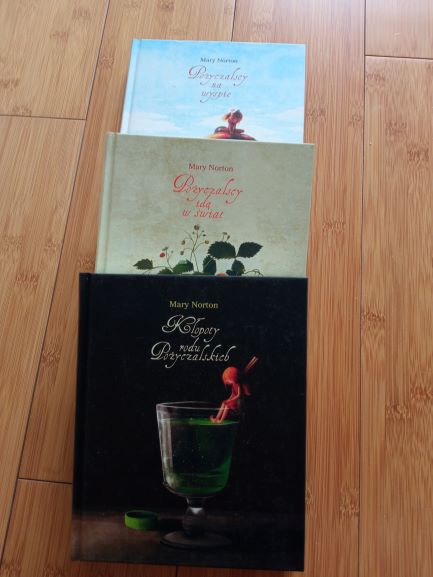 Mary Norton
Pożyczalscy
na
wyspie
Mary Norton
Pożyczalscy
idą
w świat
Mary Norton
Kłopoty
rodu
Pożyczalskich